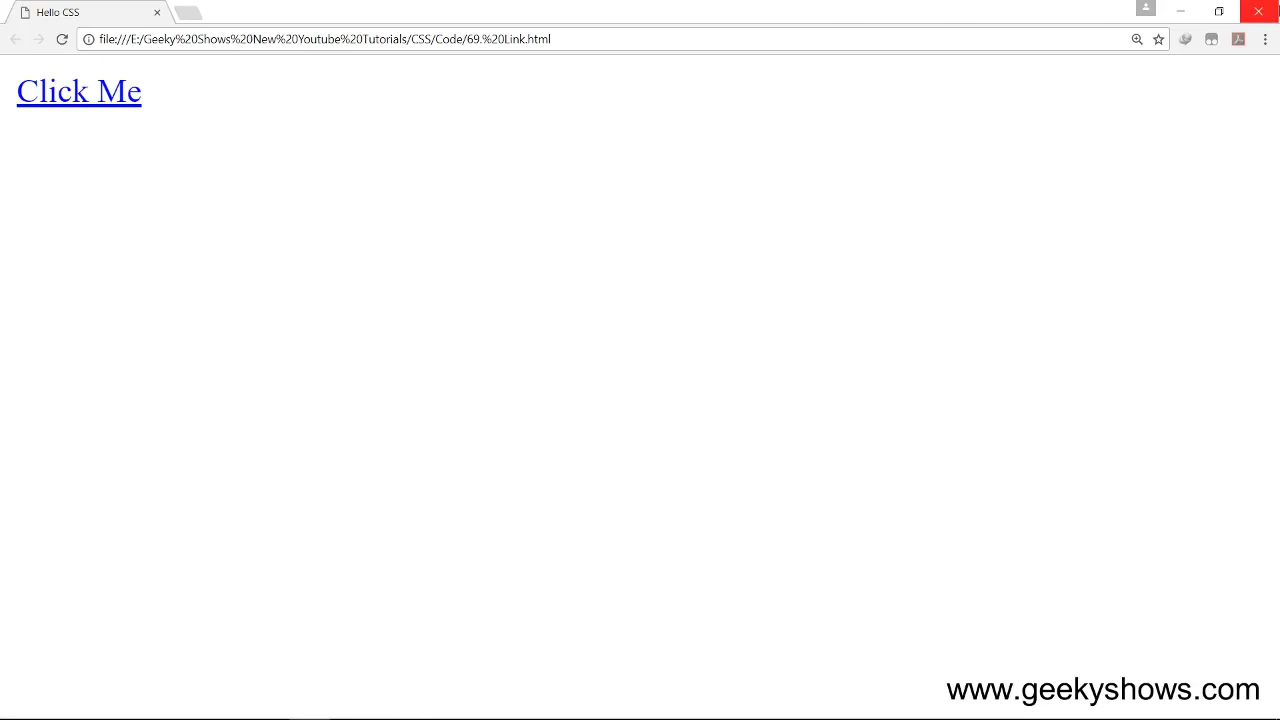 Hello CSS
file:///E:/Geeky%20Shows%20New%20Youtube%20Tutorials/CSS/Code/69.%20Link.html
Click Me
www.geekyshows.com